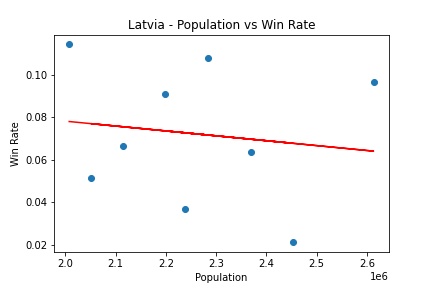 Latvia - Population vs Win Rate
0.10
0.08
0.06
0.04
0.02
Win Rate
2.0 2.1 2.2 2.3 2.4 2.5 2.6
Population
1e6